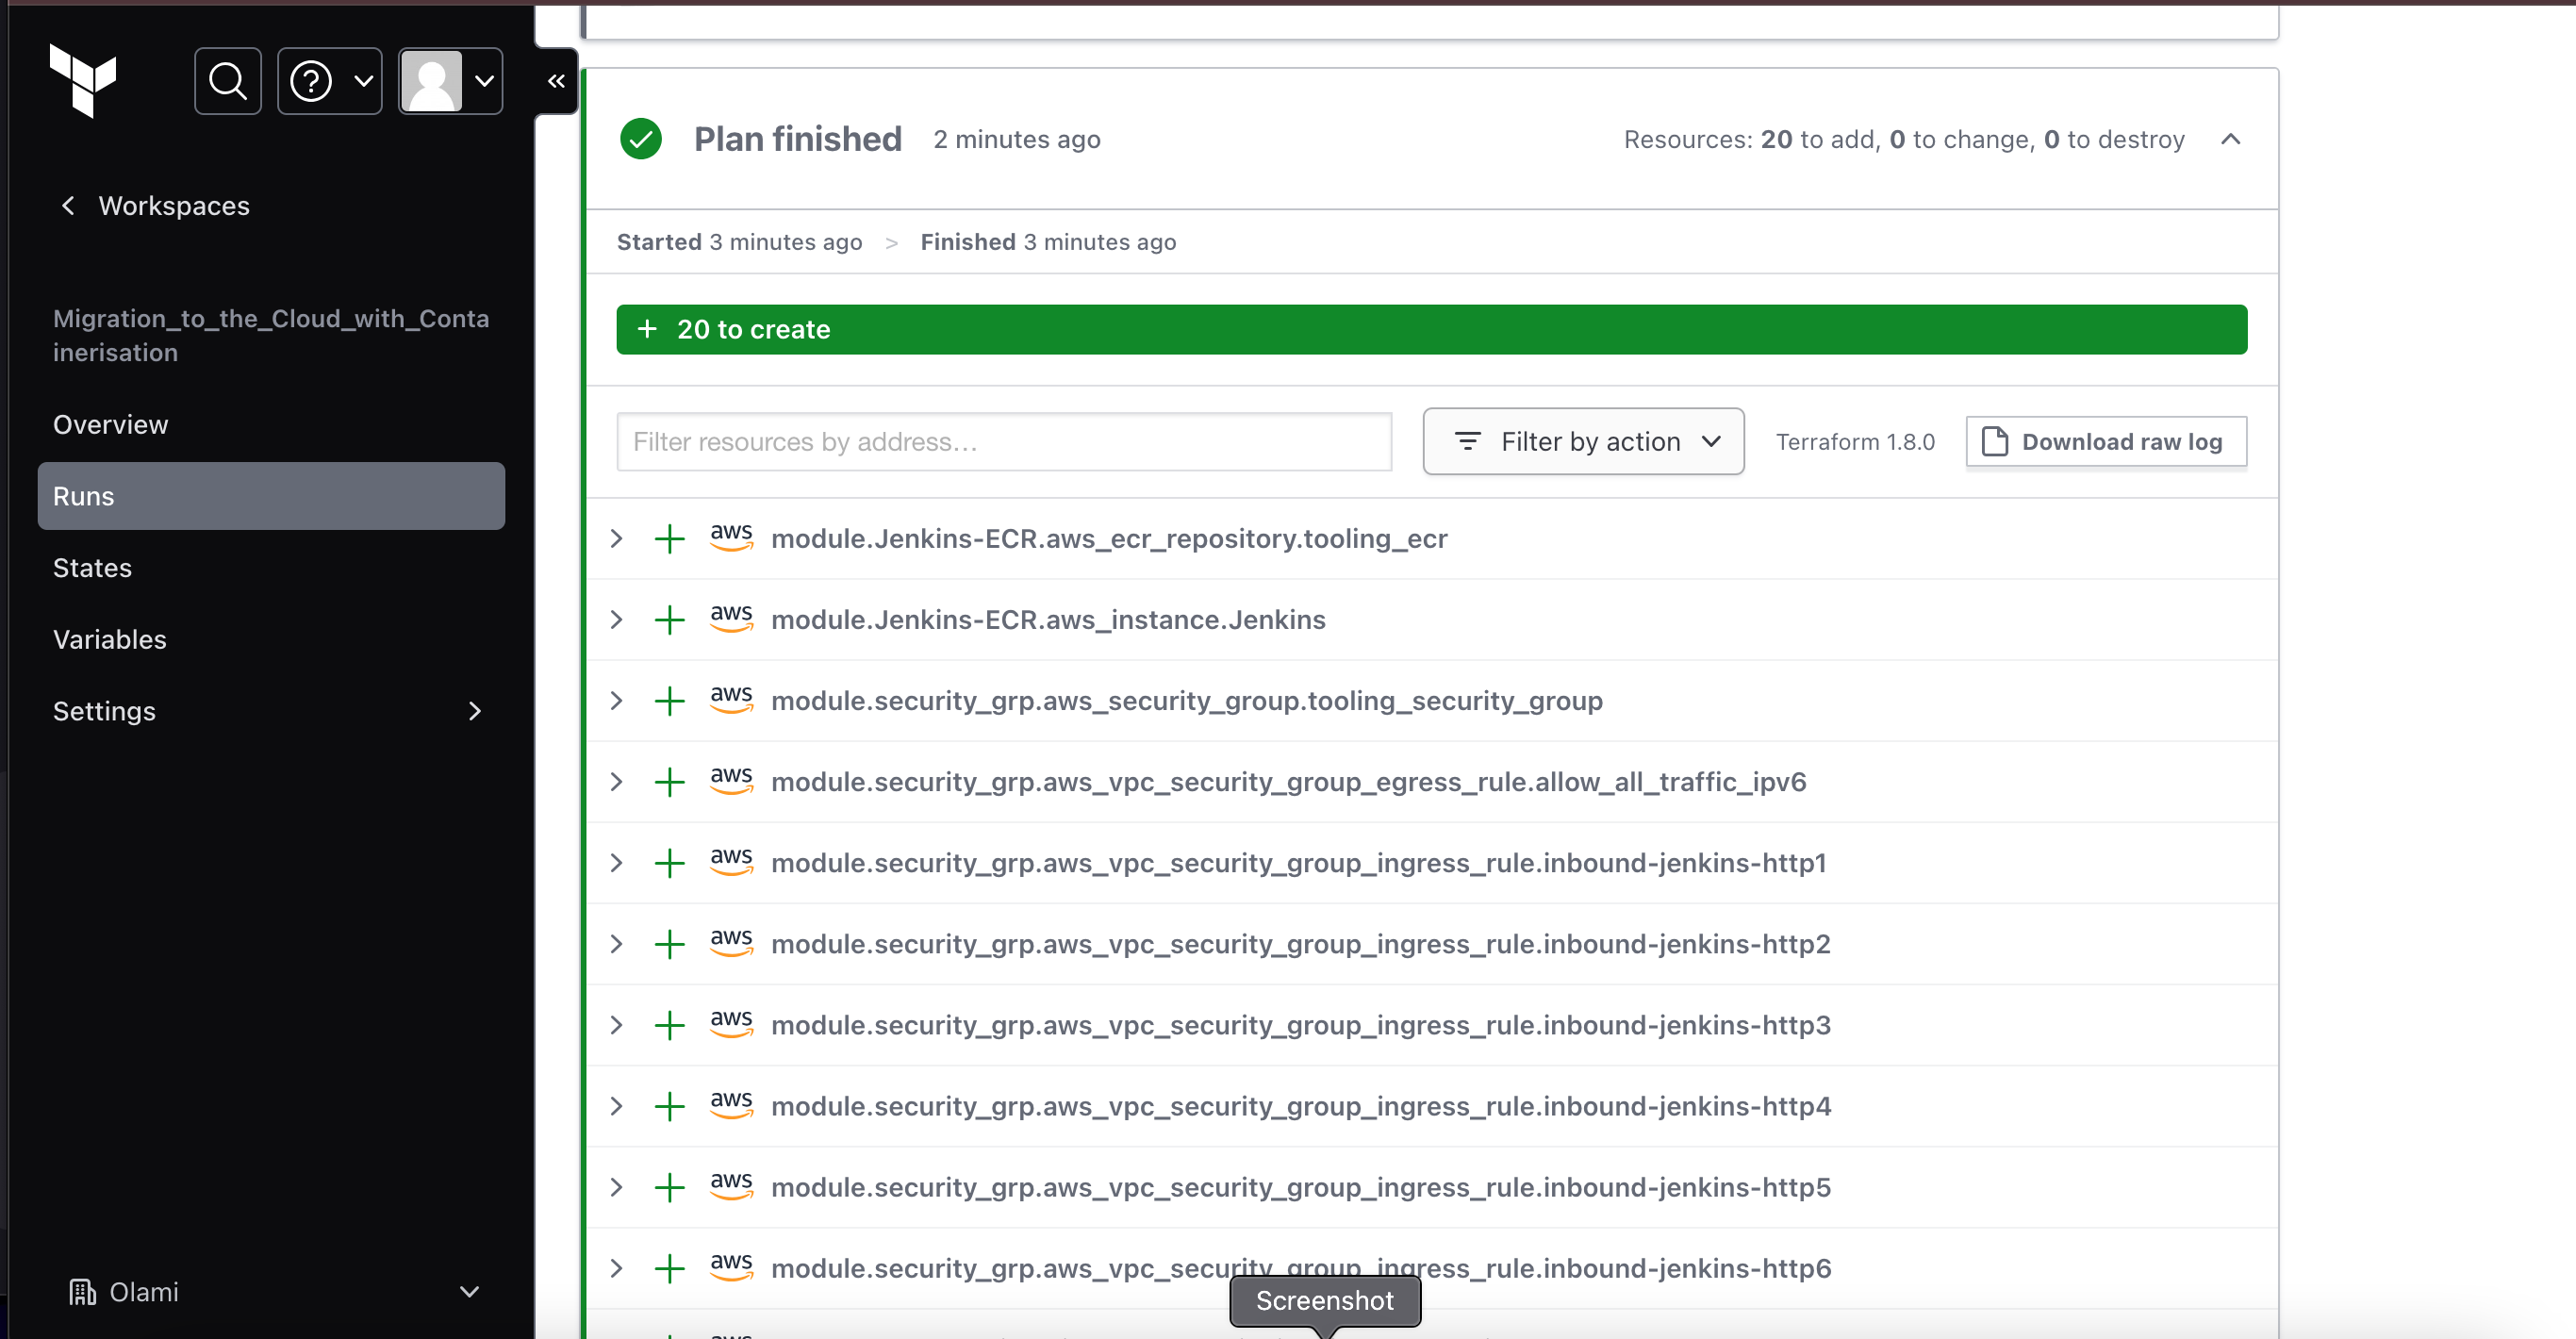 Workspaces
Migration_to_the_Cloud_with_Conta
inerisation
Overview
Runs
States
Variables
Settings
Olami
Plan finished 2 minutes ago
Resources: 20 to add, 0 to change, 0 to destroy
Started 3 minutes ago > Finished 3 minutes ago
+ 20 to create
Filter resources by address...
Filter by action
Terraform 1.8.0
Download raw log
aws module.Jenkins-ECR.aws_ecr_repository.tooling_ecr
aws module.Jenkins-ECR.aws_instance.Jenkins
aws module.security_grp.aws_security_group.tooling_security_group
aws module.security_grp.aws_vpc_security_group_egress_rule.allow_all_traffic_ipv6
aws module.security_grp.aws_vpc_security_group_ingress_rule.inbound-jenkins-http1
aws module.security_grp.aws_vpc_security_group_ingress_rule.inbound-jenkins-http2
aws module.security_grp.aws_vpc_security_group_ingress_rule.inbound-jenkins-http3
aws module.security_grp.aws_vpc_security_group_ingress_rule.inbound-jenkins-http4
aws module.security_grp.aws_vpc_security_group_ingress_rule.inbound-jenkins-http5
aws module.security_grp.aws_vpc_security_group_ingress_rule.inbound-jenkins-http6
Screenshot